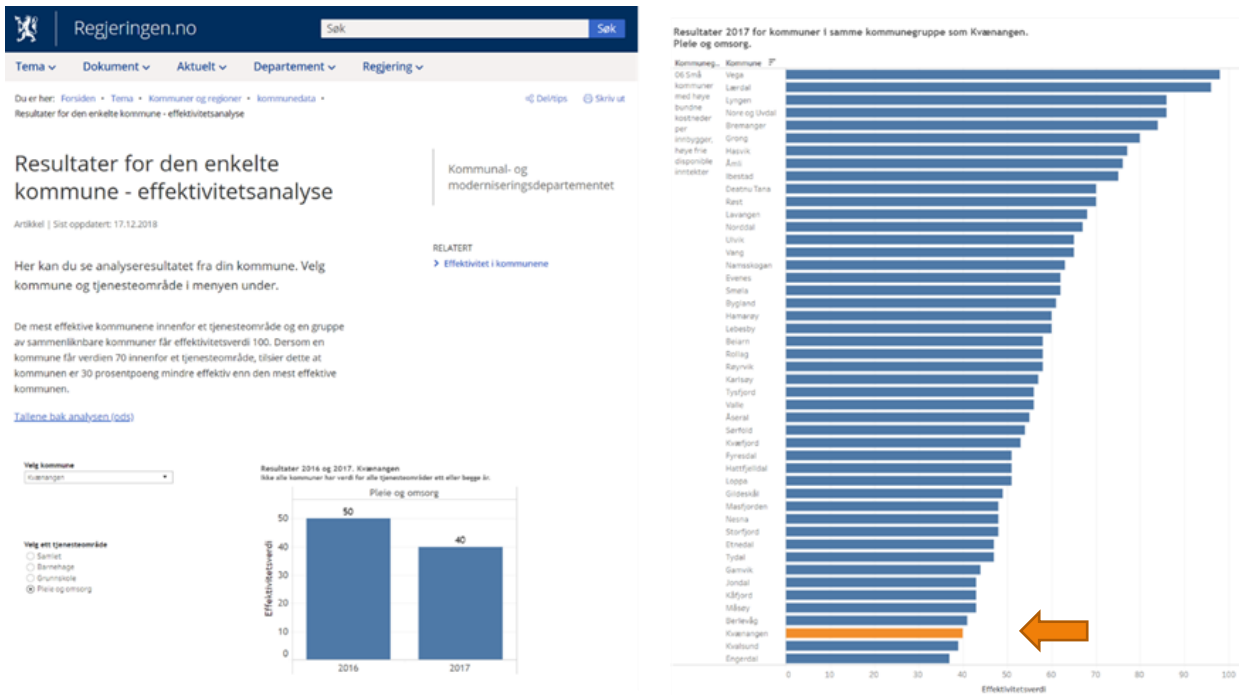 Regjeringen.no
Søk
Søk
Tema
Dokument
Aktuelt
Departement
Regjering
Du er her: Forsiden • Tema • Kommuner og regioner • kommunedata •
Resultater for den enkelte kommune - effektivitetsanalyse
Del/tips
Skriv ut
Resultater for den enkelte
kommune - effektivitetsanalyse
Artikkel | Sist oppdatert: 17.12.2018
Kommunal- og
moderniseringsdepartementet
RELATERT
Effektivitet i kommunene
Her kan du se analyseresultatet fra din kommune. Velg
kommune og tjenesteområde i menyen under.
De mest effektive kommunene innenfor et tjenesteområde og en gruppe
av sammenliknbare kommuner får effektivitetsverdi 100. Dersom en
kommune får verdien 70 innenfor et tjenesteområde, tilsier dette at
kommunen er 30 prosentpoeng mindre effektiv enn den mest effektive
kommunen.
Tallene bak analysen (ods)
Velg kommune
Kvænangen
Velg ett tjenesteområde
Samlet
Barnehage
Grunnskole
Pleie og omsorg
Resultater 2016 og 2017. Kvænangen
Ikke alle kommuner har verdi for alle tjenesteområder ett eller begge år.
Pleie og omsorg
Effektivitetsverdi
50
40
30
20
10
0
50
40
2016
2017
Resultater 2017 for kommuner i samme kommunegruppe som Kvænangen.
Pleie og omsorg.
Kommuneg..
Kommune
06 Små
kommuner
med høye
bundne
kostneder
per
innbygger,
høye frie
disponible
inntekter
Vega
Lærdal
Lyngen
Nore og Uvdal
Bremanger
Grong
Hasvik
Åmli
Ibestad
Deatnu Tana
Røst
Lavangen
Norddal
Ulvik
Vang
Namsskogan
Evenes
Smøla
Bygland
Hamarøy
Lebesby
Beiarn
Rollag
Røyrvik
Karlsøy
Tysfjord
Valle
Åseral
Sørfold
Kvæfjord
Fyresdal
Hattfjelldal
Loppa
Gildeskål
Masfjorden
Nesna
Storfjord
Etnedal
Tydal
Gamvik
Jondal
Kåfjord
Måsøy
Berlevåg
Kvænangen
Kvalsund
Engerdal
0 10 20 30 40 50 60 70 80 90 100
Effektivitetsverdi